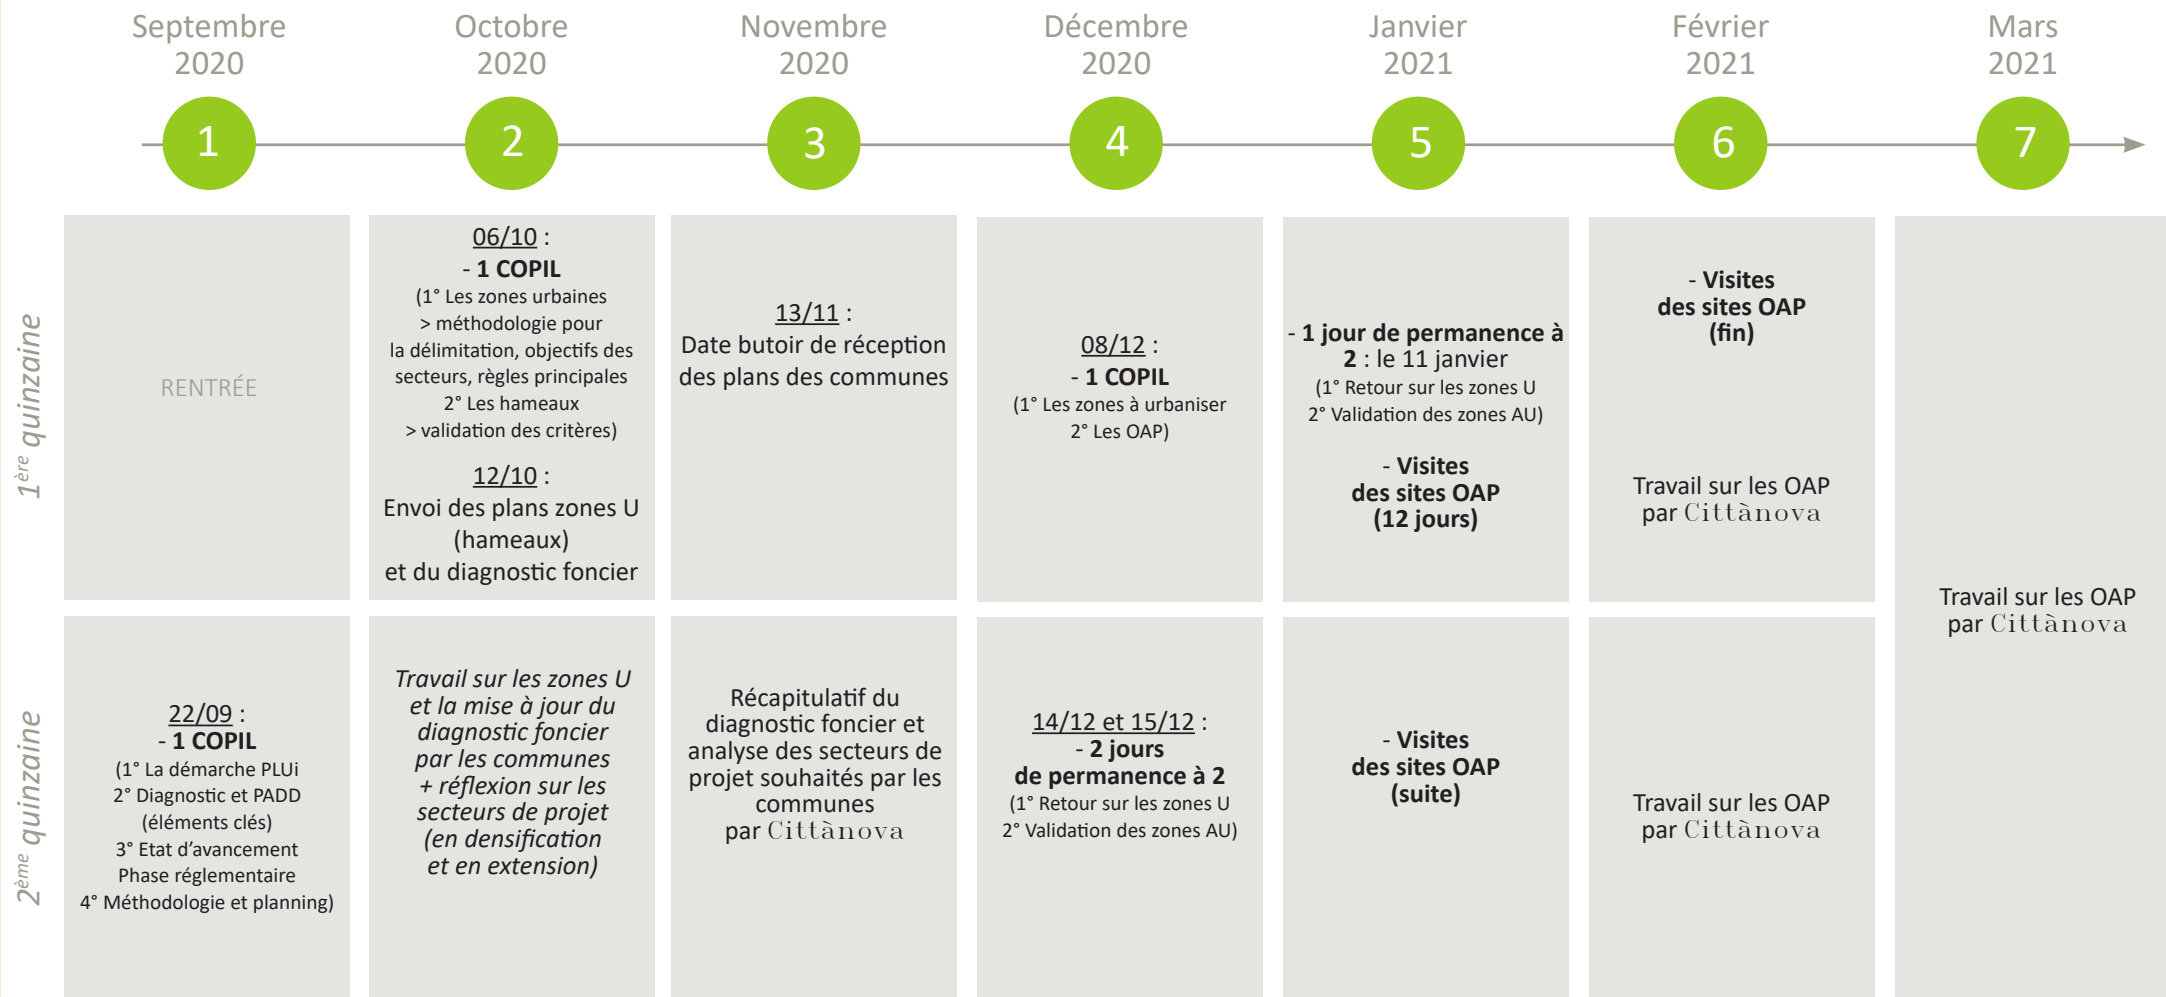 Septembre
2020
Octobre
2020
Novembre
2020
Décembre
2020
Janvier
2021
Février
2021
Mars
2021
1
2
3
4
5
6
7
1ère quinzaine
RENTRÉE
06/10 :
- 1 COPIL
(1° Les zones urbaines
> méthodologie pour
la délimitation, objectifs des
secteurs, règles principales
2° Les hameaux
> validation des critères)
12/10 :
Envoi des plans zones U
(hameaux)
et du diagnostic foncier
13/11 :
Date butoir de réception
des plans des communes
08/12 :
- 1 COPIL
(1° Les zones à urbaniser
2° Les OAP)
- 1 jour de permanence à
2 : le 11 janvier
(1° Retour sur les zones U
2° Validation des zones AU)
- Visites
des sites OAP
(12 jours)
- Visites
des sites OAP
(fin)
Travail sur les OAP
par Cittànova
Travail sur les OAP
par Cittànova
2ème quinzaine
22/09 :
- 1 COPIL
(1° La démarche PLUi
2° Diagnostic et PADD
(éléments clés)
3° Etat d'avancement
Phase réglementaire
4° Méthodologie et planning)
Travail sur les zones U
et la mise à jour du
diagnostic foncier
par les communes
+ réflexion sur les
secteurs de projet
(en densification
et en extension)
Récapitulatif du
diagnostic foncier et
analyse des secteurs de
projet souhaités par les
communes
par Cittànova
14/12 et 15/12 :
- 2 jours
de permanence à 2
(1° Retour sur les zones U
2° Validation des zones AU)
- Visites
des sites OAP
(suite)
Travail sur les OAP
par Cittànova